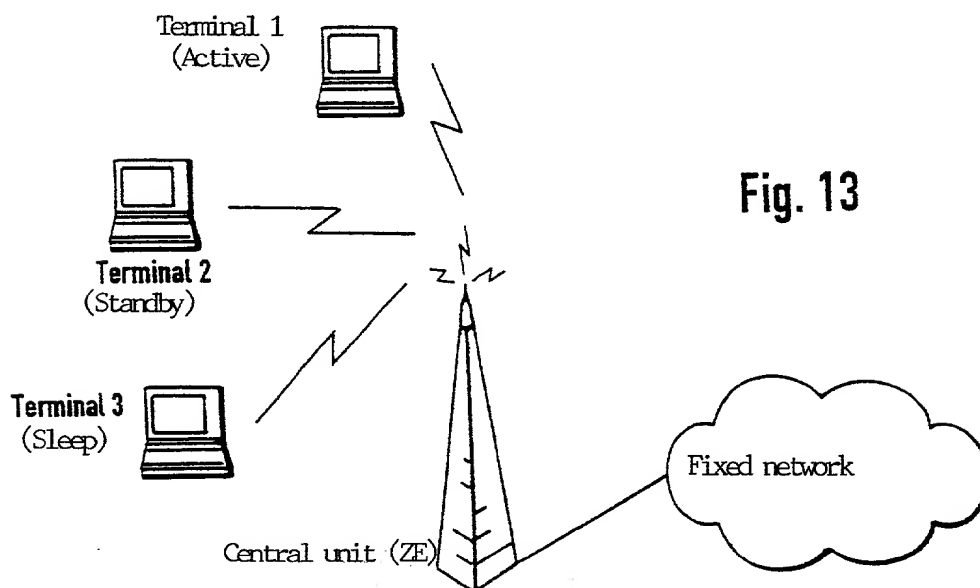 Terminal 1
(Active)
Fig. 13
Terminal 2
(Standby)
Terminal 3
(Sleep)
Fixed network
Central unit (ZE)